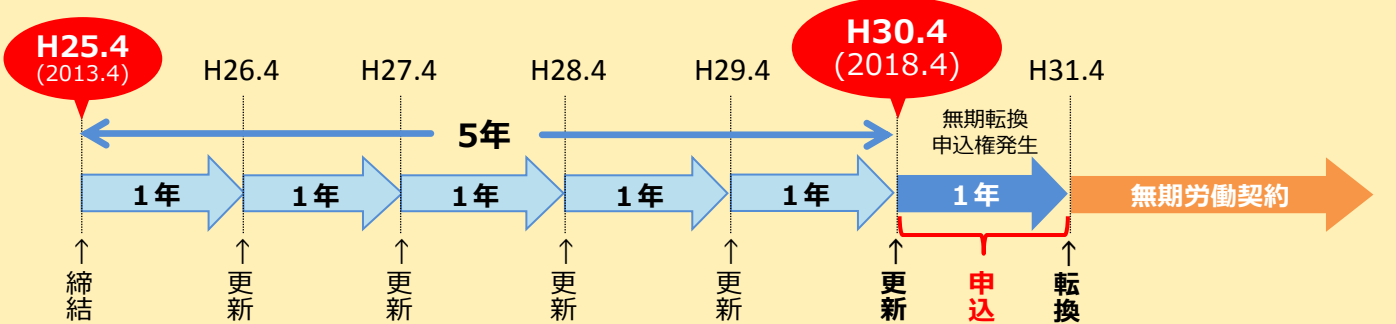 H25.4
(2013.4)
H26.4
H27.4
H28.4
H29.4
H30.4
(2018.4)
H31.4
5年
無期転換
申込権発生
1年
1年
1年
1年
1年
1年
無期労働契約
↑
締結
↑
更新
↑
更新
↑
更新
↑
更新
↑
更新
申込
↑
転換